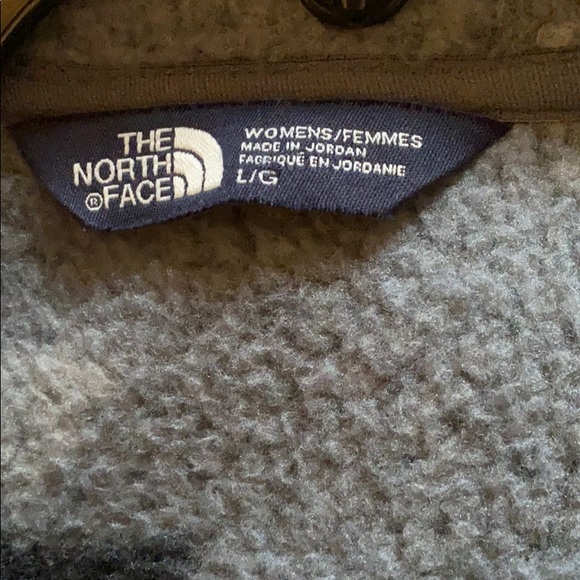 THE
NORTH
®FACE
WOMENS/FEMMES
MADE IN JORDAN
FABRIQUÉ EN JORDANIE
L/G